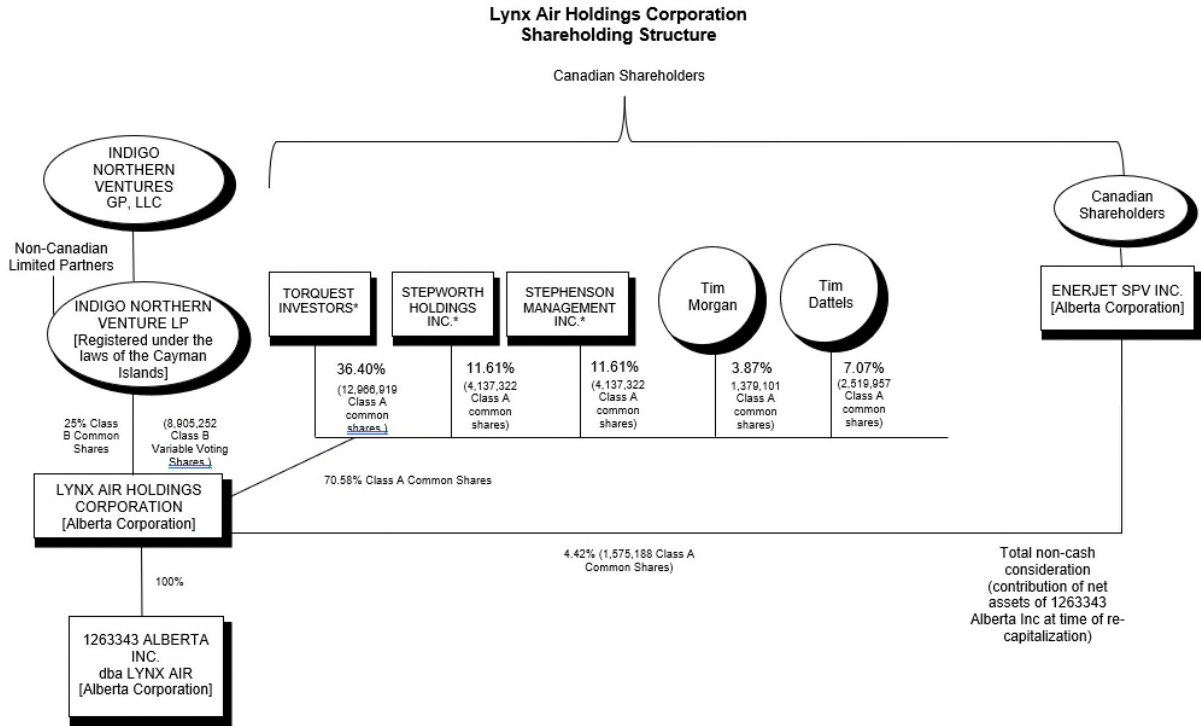 Lynx Air Holdings Corporation
Shareholding Structure
Canadian Shareholders
INDIGO
NORTHERN
VENTURES
GP, LLC
Non-Canadian
Limited Partners
INDIGO NORTHERN
VENTURE LP
[Registered under the
laws of the Cayman
Islands]
25% Class
B Common
Shares
(8,905,252
Class B
Variable Voting
Shares )
TORQUEST
INVESTORS*
36.40%
(12,966,919
Class A
common
shares )
STEPWORTH
HOLDINGS
INC.*
11.61%
(4,137,322
Class A
common
shares)
STEPHENSON
MANAGEMENT
INC.*
11.61%
(4,137,322
Class A
common
shares)
Tim
Morgan
3.87%
1,379,101
Class A
common
shares)
Tim
Dattels
7.07%
(2,519,957
Class A
common
shares)
Canadian
Shareholders
ENERJET SPV INC.
[Alberta Corporation]
70.58% Class A Common Shares
LYNX AIR HOLDINGS
CORPORATION
[Alberta Corporation]
4.42% (1,575,188 Class A
Common Shares)
Total non-cash
consideration
(contribution of net
assets of 1263343
Alberta Inc at time of re-
capitalization)
100%
1263343 ALBERTA
INC.
dba LYNX AIR
[Alberta Corporation]